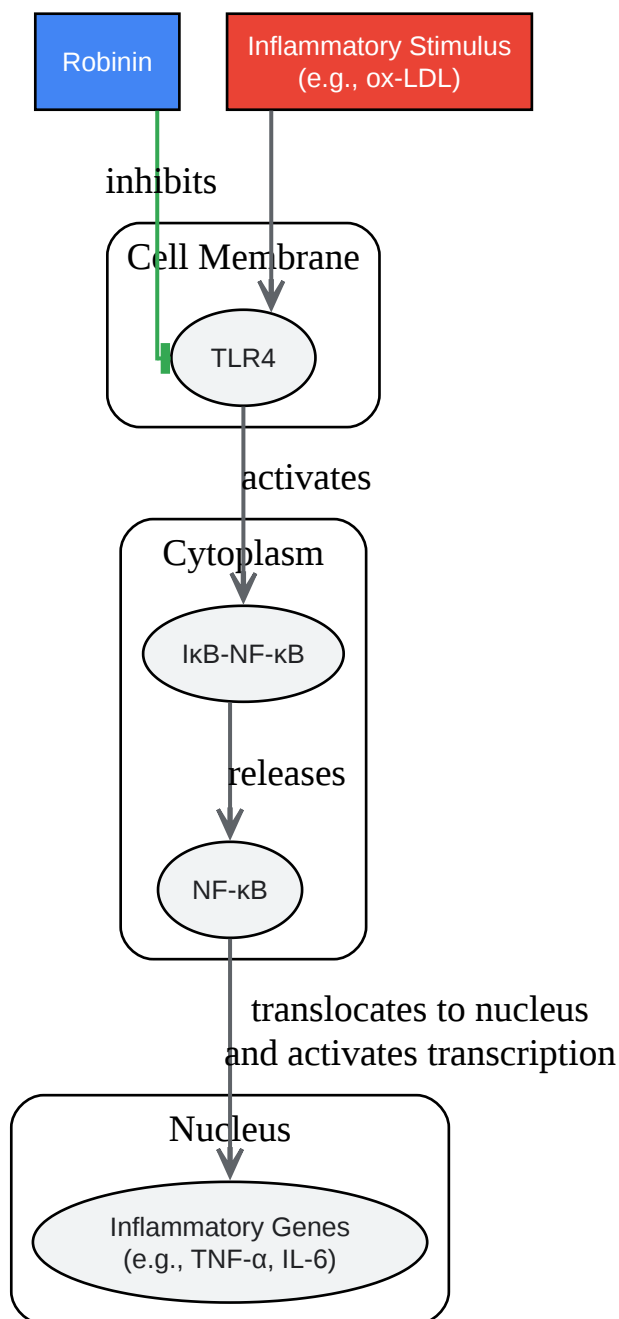 Robinin
Inflammatory Stimulus
(e.g., ox-LDL)
inhibits
Cell Membrane
TLR4
activates
Cytoplasm
IκB-NF-κB
releases
NF-κB
translocates to nucleus
and activates transcription
Nucleus
Inflammatory Genes
(e.g., TNF-α, IL-6)